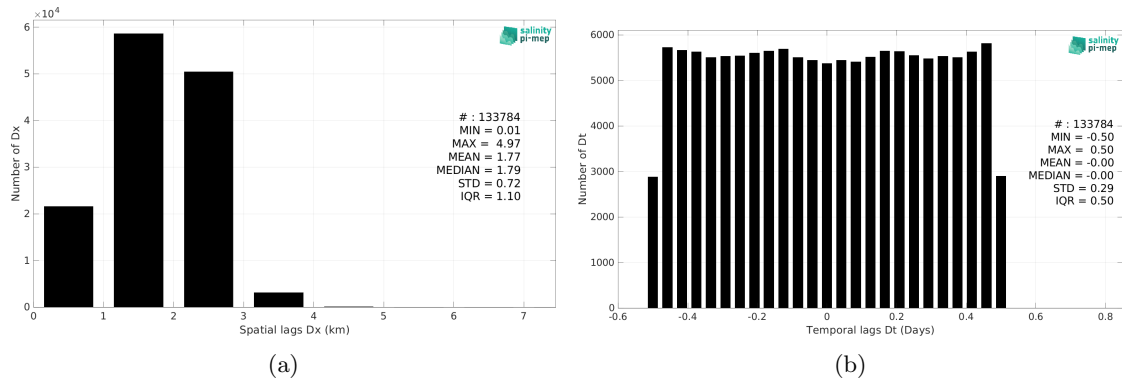 ×10⁴
6
5
4
3
2
1
0
Number of Dx
0 1 2 3 4 5 6 7
Spatial lags Dx (km)
salinity
pi-mep
# : 133784
MIN = 0.01
MAX = 4.97
MEAN = 1.77
MEDIAN = 1.79
STD = 0.72
IQR = 1.10
(a)
6000
5000
4000
3000
2000
1000
0
Number of Dt
-0.6 -0.4 -0.2 0 0.2 0.4 0.6 0.8
Temporal lags Dt (Days)
salinity
pi-mep
# : 133784
MIN = -0.50
MAX = 0.50
MEAN = -0.00
MEDIAN = -0.00
STD = 0.29
IQR = 0.50
(b)